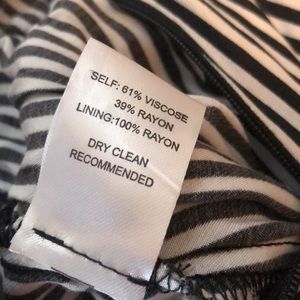 SELF: 61% VISCOSE
39% RAYON
LINING:100% RAYON
DRY CLEAN
RECOMMENDED